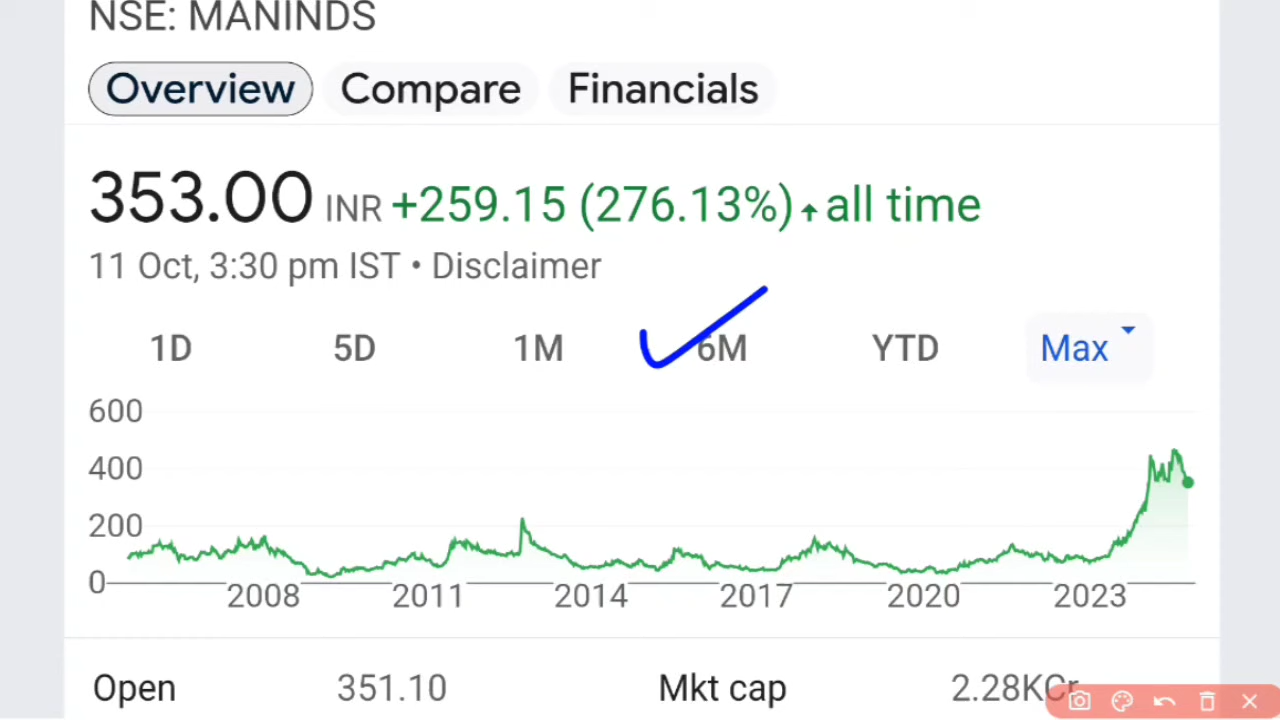 NSE: MANINDS
Overview Compare Financials
353.00 INR +259.15 (276.13%) ↑ all time
11 Oct, 3:30 pm IST • Disclaimer
1D 5D 1M 6M YTD Max
600
400
200
0
2008 2011 2014 2017 2020 2023
Open 351.10 Mkt cap 2.28KCr